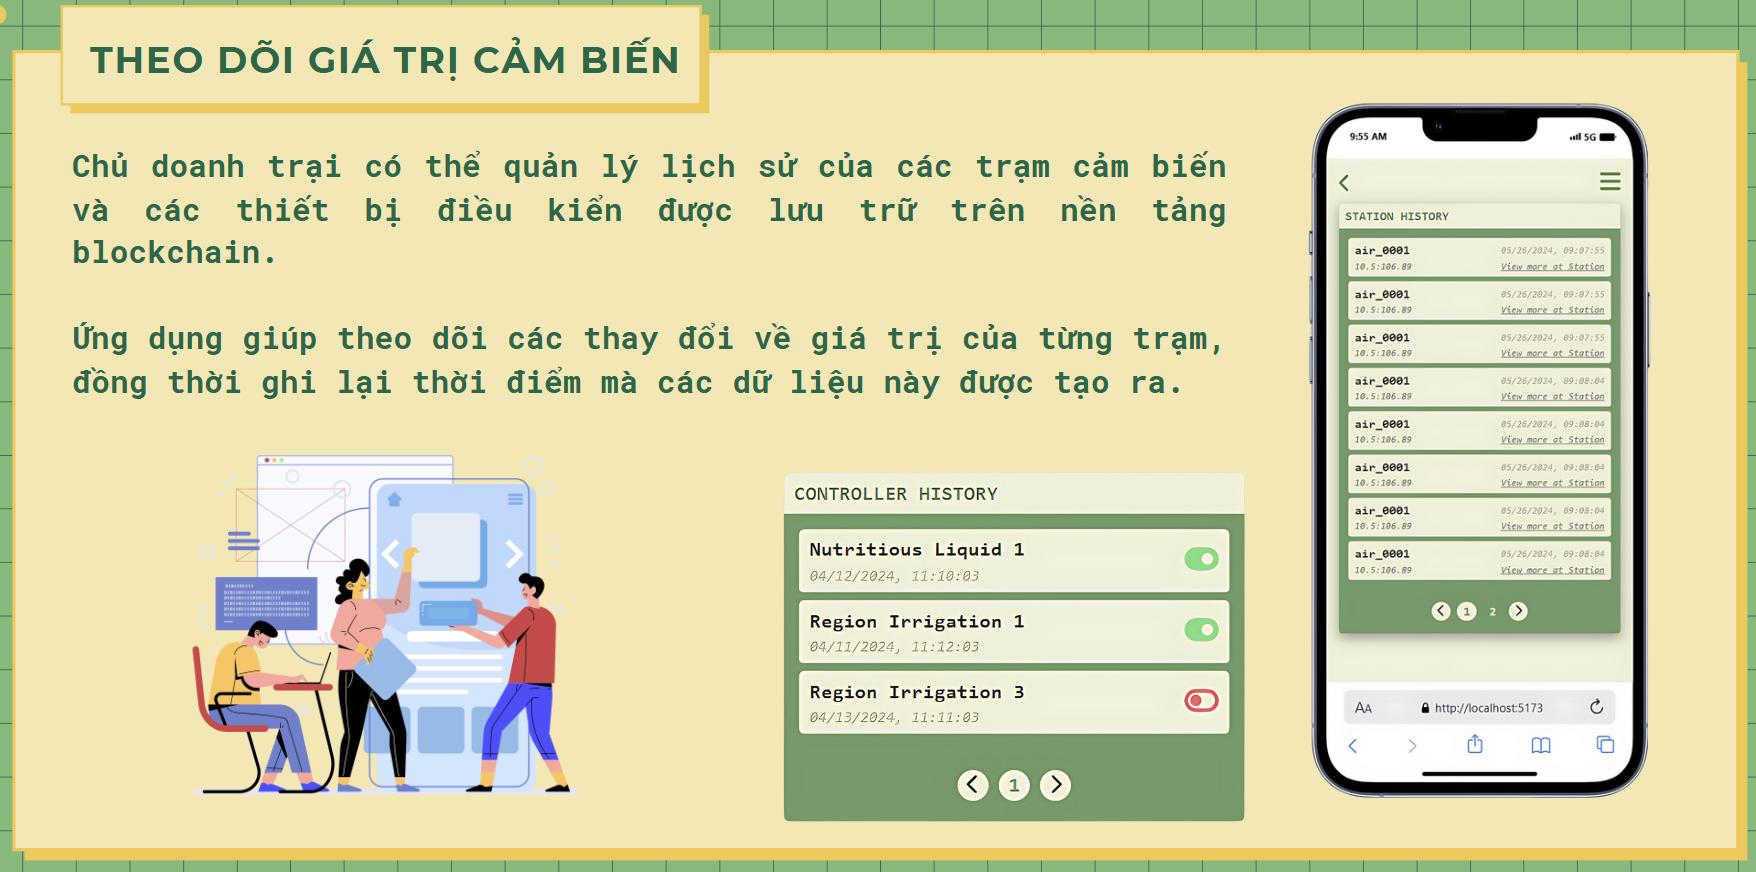 THEO DÕI GIÁ TRỊ CẢM BIẾN
Chủ doanh trại có thể quản lý lịch sử của các trạm cảm biến
và các thiết bị điều kiển được lưu trữ trên nền tảng
blockchain.
Ứng dụng giúp theo dõi các thay đổi về giá trị của từng trạm,
đồng thời ghi lại thời điểm mà các dữ liệu này được tạo ra.
CONTROLLER HISTORY
Nutritious Liquid 1
04/12/2024, 11:10:03
Region Irrigation 1
04/11/2024, 11:12:03
Region Irrigation 3
04/13/2024, 11:11:03
1
9:55 AM 5G
STATION HISTORY
air_0001 05/26/2024, 09:07:55
10.5:106.89 View more at Station
air_0001 05/26/2024, 09:07:55
10.5:106.89 View more at Station
air_0001 05/26/2024, 09:07:55
10.5:106.89 View more at Station
air_0001 05/26/2024, 09:08:04
10.5:106.89 View more at Station
air_0001 05/26/2024, 09:08:04
10.5:106.89 View more at Station
air_0001 05/26/2024, 09:08:04
10.5:106.89 View more at Station
air_0001 05/26/2024, 09:08:04
10.5:106.89 View more at Station
air_0001 05/26/2024, 09:08:04
10.5:106.89 View more at Station
1 2
AA http://localhost:5173